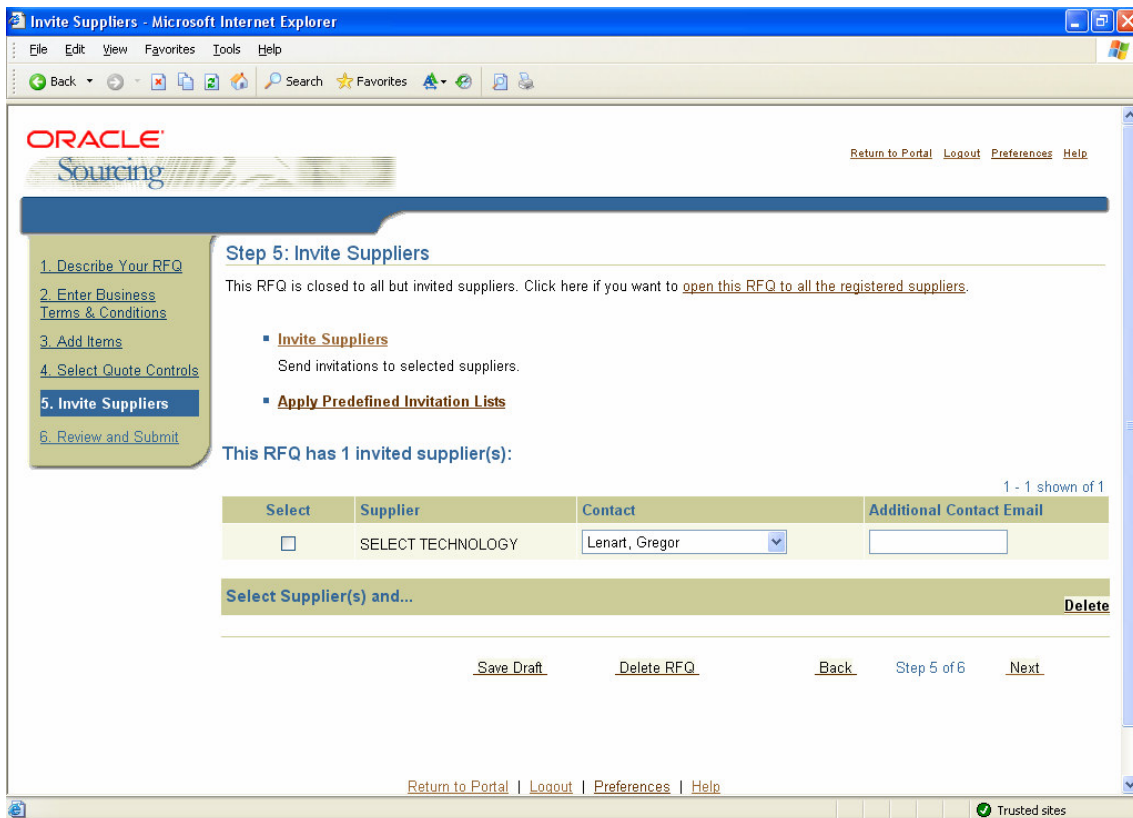 Invite Suppliers - Microsoft Internet Explorer
File Edit View Favorites Tools Help
Back Search Favorites
ORACLE
Sourcing
Return to Portal Logout Preferences Help
Step 5: Invite Suppliers
This RFQ is closed to all but invited suppliers. Click here if you want to open this RFQ to all the registered suppliers.
1. Describe Your RFQ
2. Enter Business
Terms & Conditions
3. Add Items
4. Select Quote Controls
5. Invite Suppliers
6. Review and Submit
Invite Suppliers
Send invitations to selected suppliers.
Apply Predefined Invitation Lists
This RFQ has 1 invited supplier(s):
1 - 1 shown of 1
Select Supplier Contact Additional Contact Email
SELECT TECHNOLOGY Lenart, Gregor
Select Supplier(s) and...
Delete
Save Draft Delete RFQ Back Step 5 of 6 Next
Return to Portal | Logout | Preferences | Help
Trusted sites